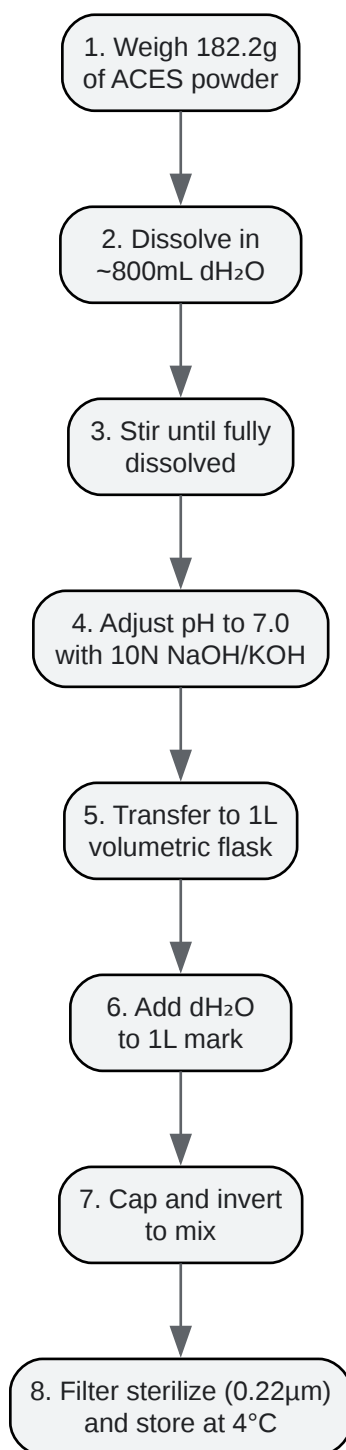 1. Weigh 182.2g
of ACES powder
2. Dissolve in
~800mL dH₂O
3. Stir until fully
dissolved
4. Adjust pH to 7.0
with 10N NaOH/KOH
5. Transfer to 1L
volumetric flask
6. Add dH₂O
to 1L mark
7. Cap and invert
to mix
8. Filter sterilize (0.22µm)
and store at 4°C